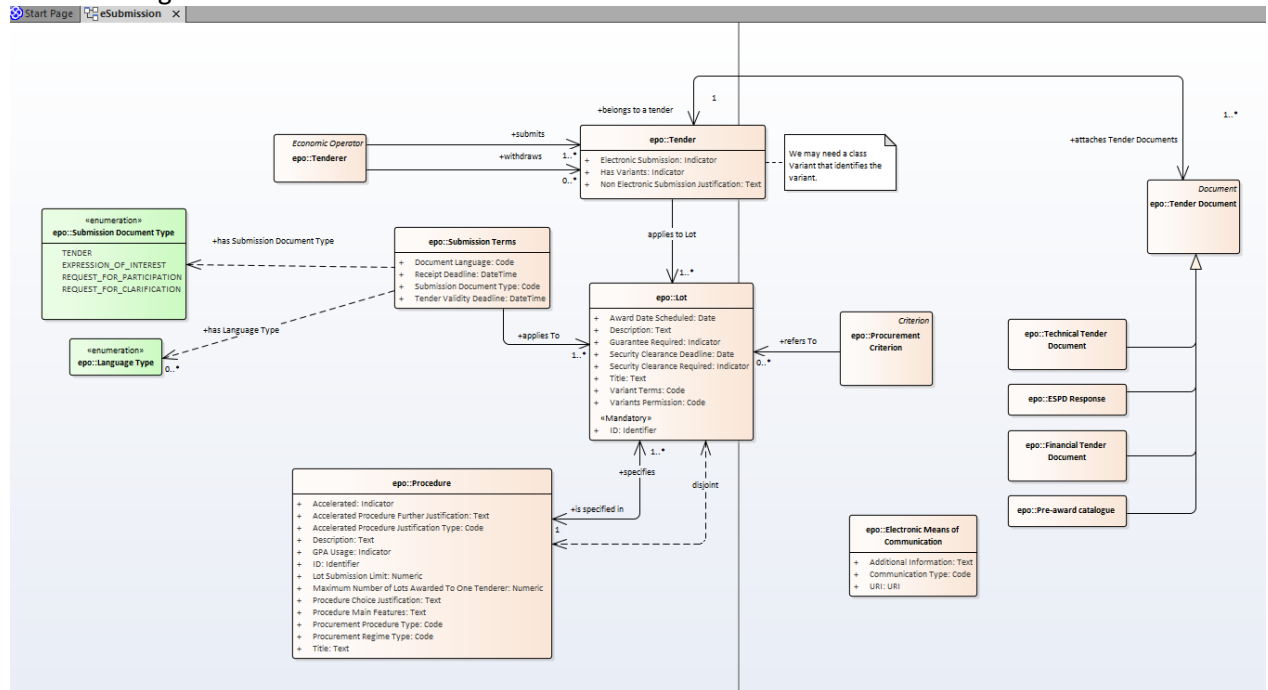 Start Page
eSubmission
1
+belongs to a tender
1..*
+attaches Tender Documents
Economic Operator
epo::Tenderer
+submits
1..*
+withdraws
0..*
epo::Tender
+ Electronic Submission: Indicator
+ Has Variants: Indicator
+ Non Electronic Submission Justification: Text
We may need a class
Variant that identifies the
variant.
Document
epo::Tender Document
«enumeration»
epo::Submission Document Type
TENDER
EXPRESSION_OF_INTEREST
REQUEST_FOR_PARTICIPATION
REQUEST_FOR_CLARIFICATION
+has Submission Document Type
epo::Submission Terms
+ Document Language: Code
+ Receipt Deadline: DateTime
+ Submission Document Type: Code
+ Tender Validity Deadline: DateTime
applies to Lot
1..*
+has Language Type
«enumeration»
epo::Language Type
0..*
+applies To
1..*
epo::Lot
+ Award Date Scheduled: Date
+ Description: Text
+ Guarantee Required: Indicator
+ Security Clearance Deadline: Date
+ Security Clearance Required: Indicator
+ Title: Text
+ Variant Terms: Code
+ Variants Permission: Code
«Mandatory»
+ ID: Identifier
+refers To
0..*
Criterion
epo::Procurement
Criterion
epo::Technical Tender
Document
epo::ESPD Response
epo::Financial Tender
Document
epo::Pre-award catalogue
1..*
+specifies
disjoint
+is specified in
1
epo::Procedure
+ Accelerated: Indicator
+ Accelerated Procedure Further Justification: Text
+ Accelerated Procedure Justification Type: Code
+ Description: Text
+ GPA Usage: Indicator
+ ID: Identifier
+ Lot Submission Limit: Numeric
+ Maximum Number of Lots Awarded To One Tenderer: Numeric
+ Procedure Choice Justification: Text
+ Procedure Main Features: Text
+ Procurement Procedure Type: Code
+ Procurement Regime Type: Code
+ Title: Text
epo::Electronic Means of
Communication
+ Additional Information: Text
+ Communication Type: Code
+ URI: URI